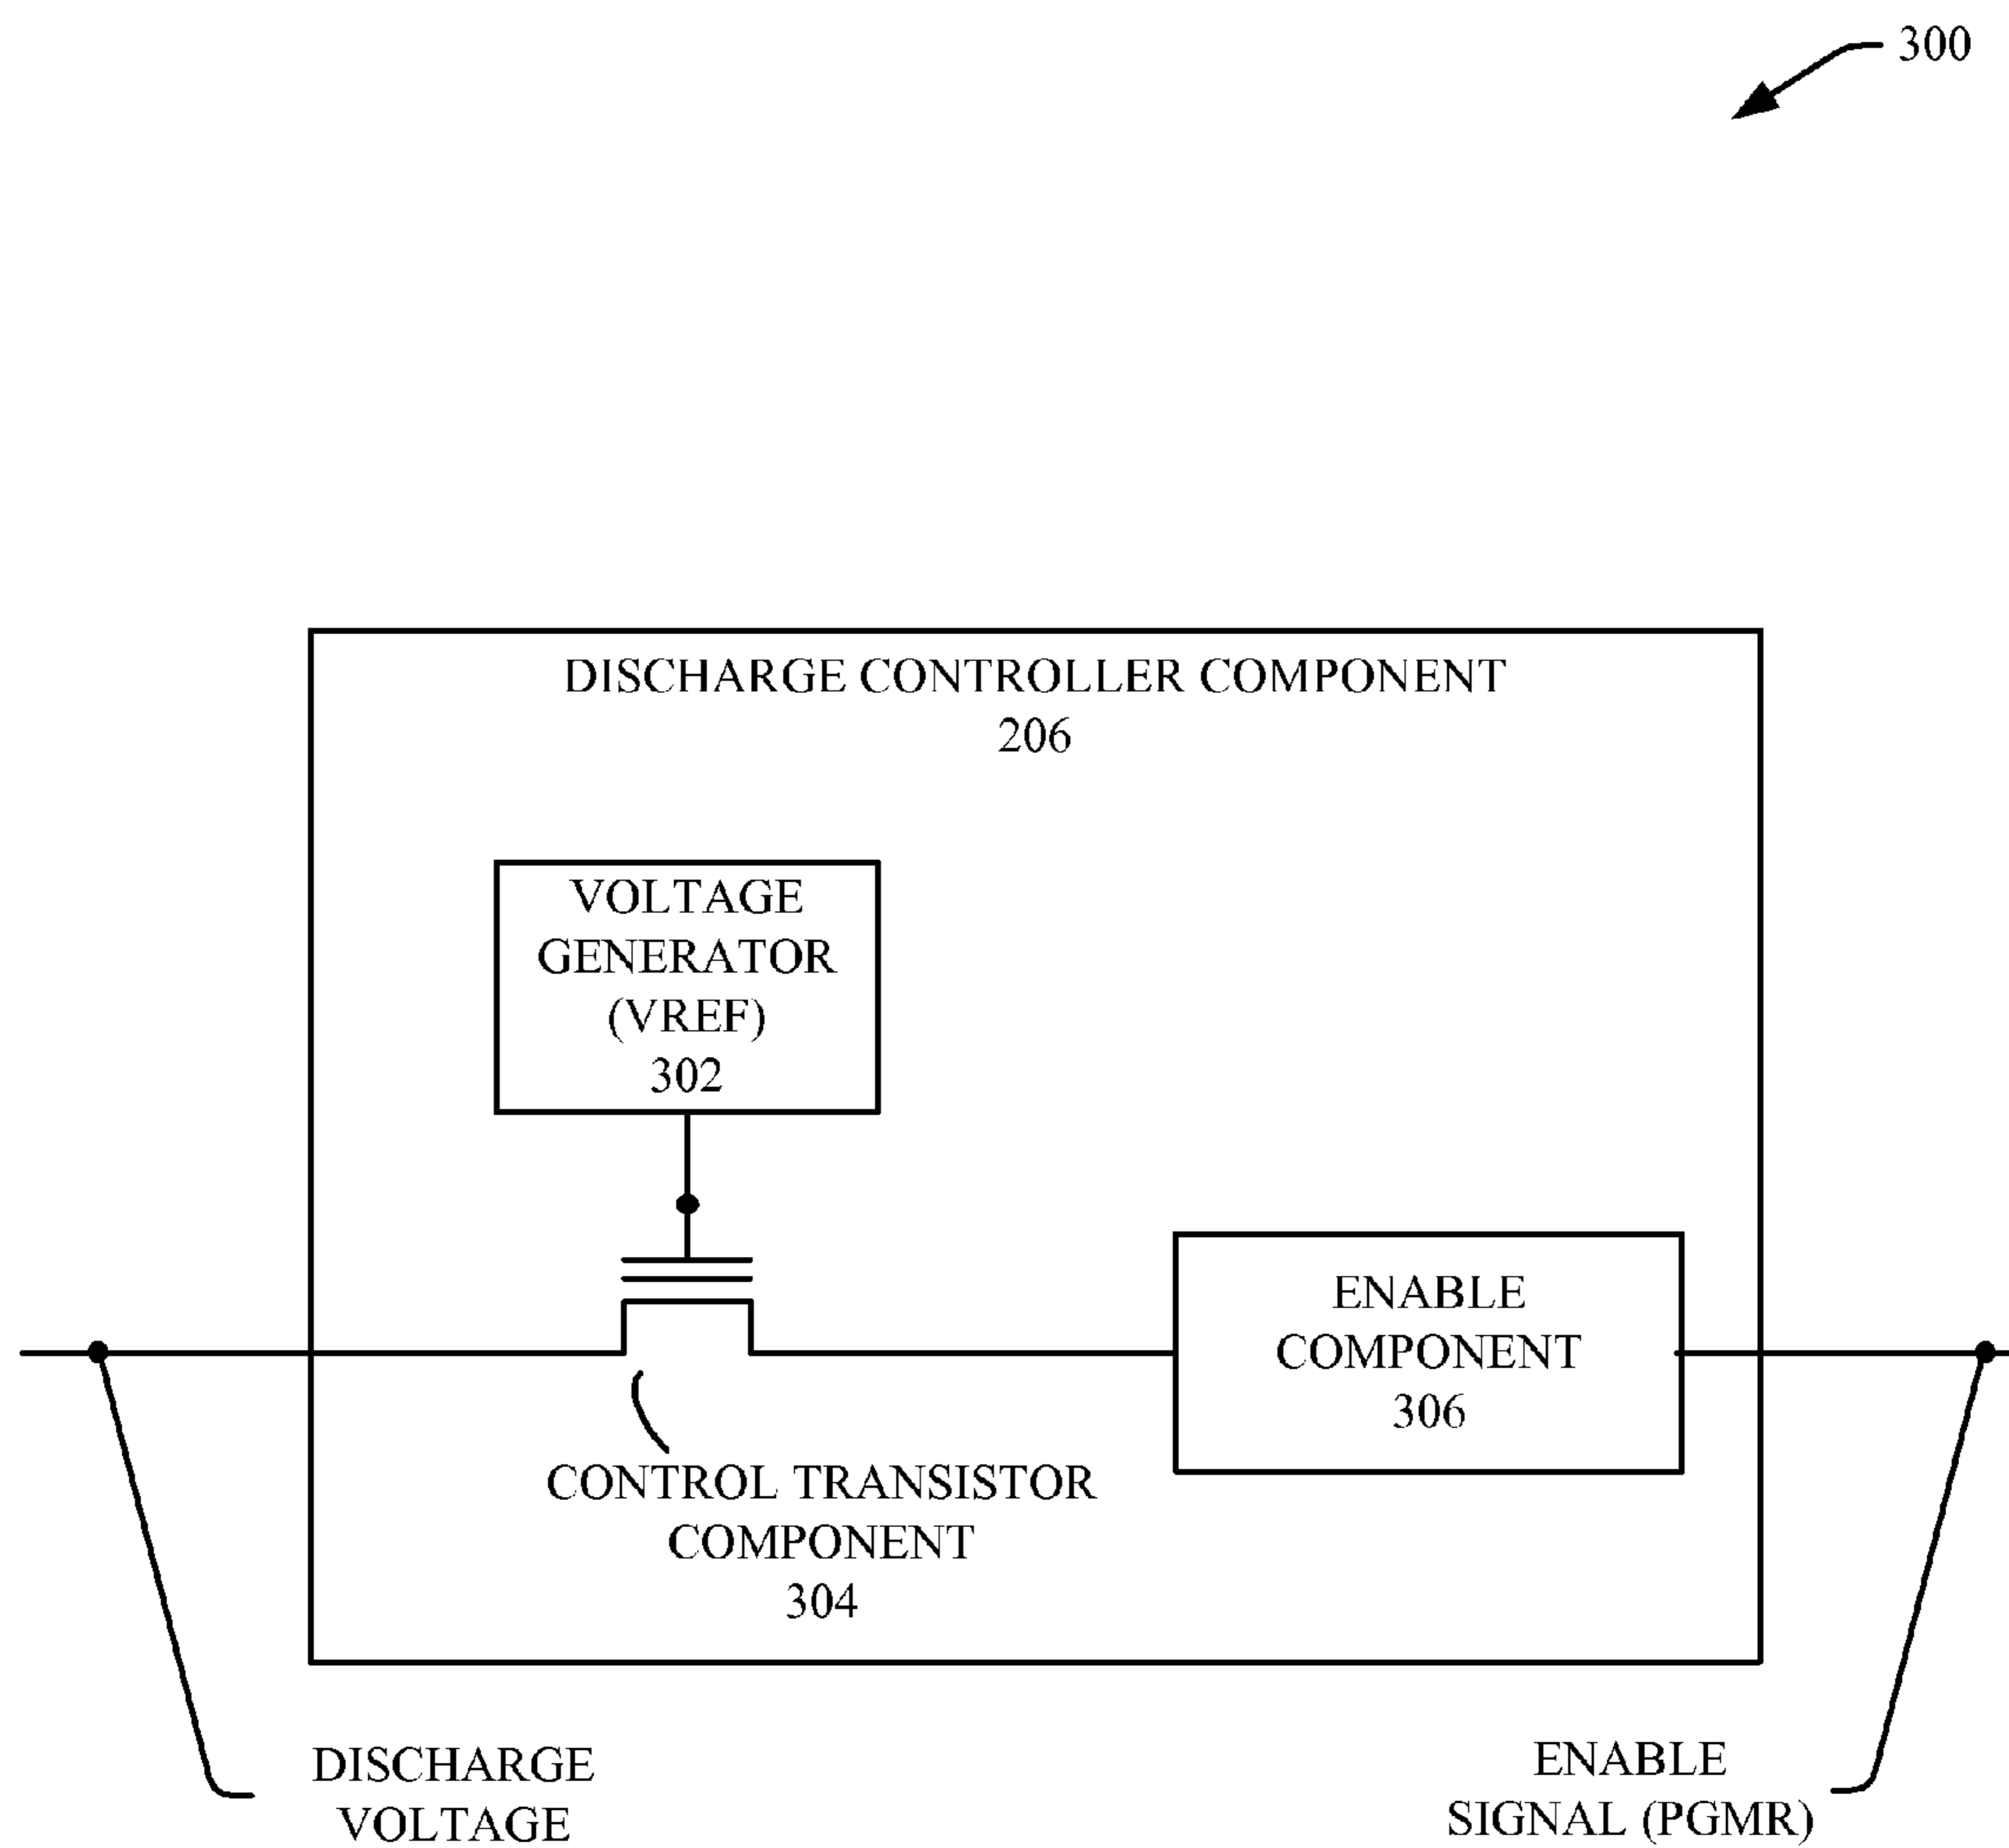 300
DISCHARGE CONTROLLER COMPONENT
206
VOLTAGE
GENERATOR
(VREF)
302
ENABLE
COMPONENT
306
CONTROL TRANSISTOR
COMPONENT
304
DISCHARGE
VOLTAGE
ENABLE
SIGNAL (PGMR)